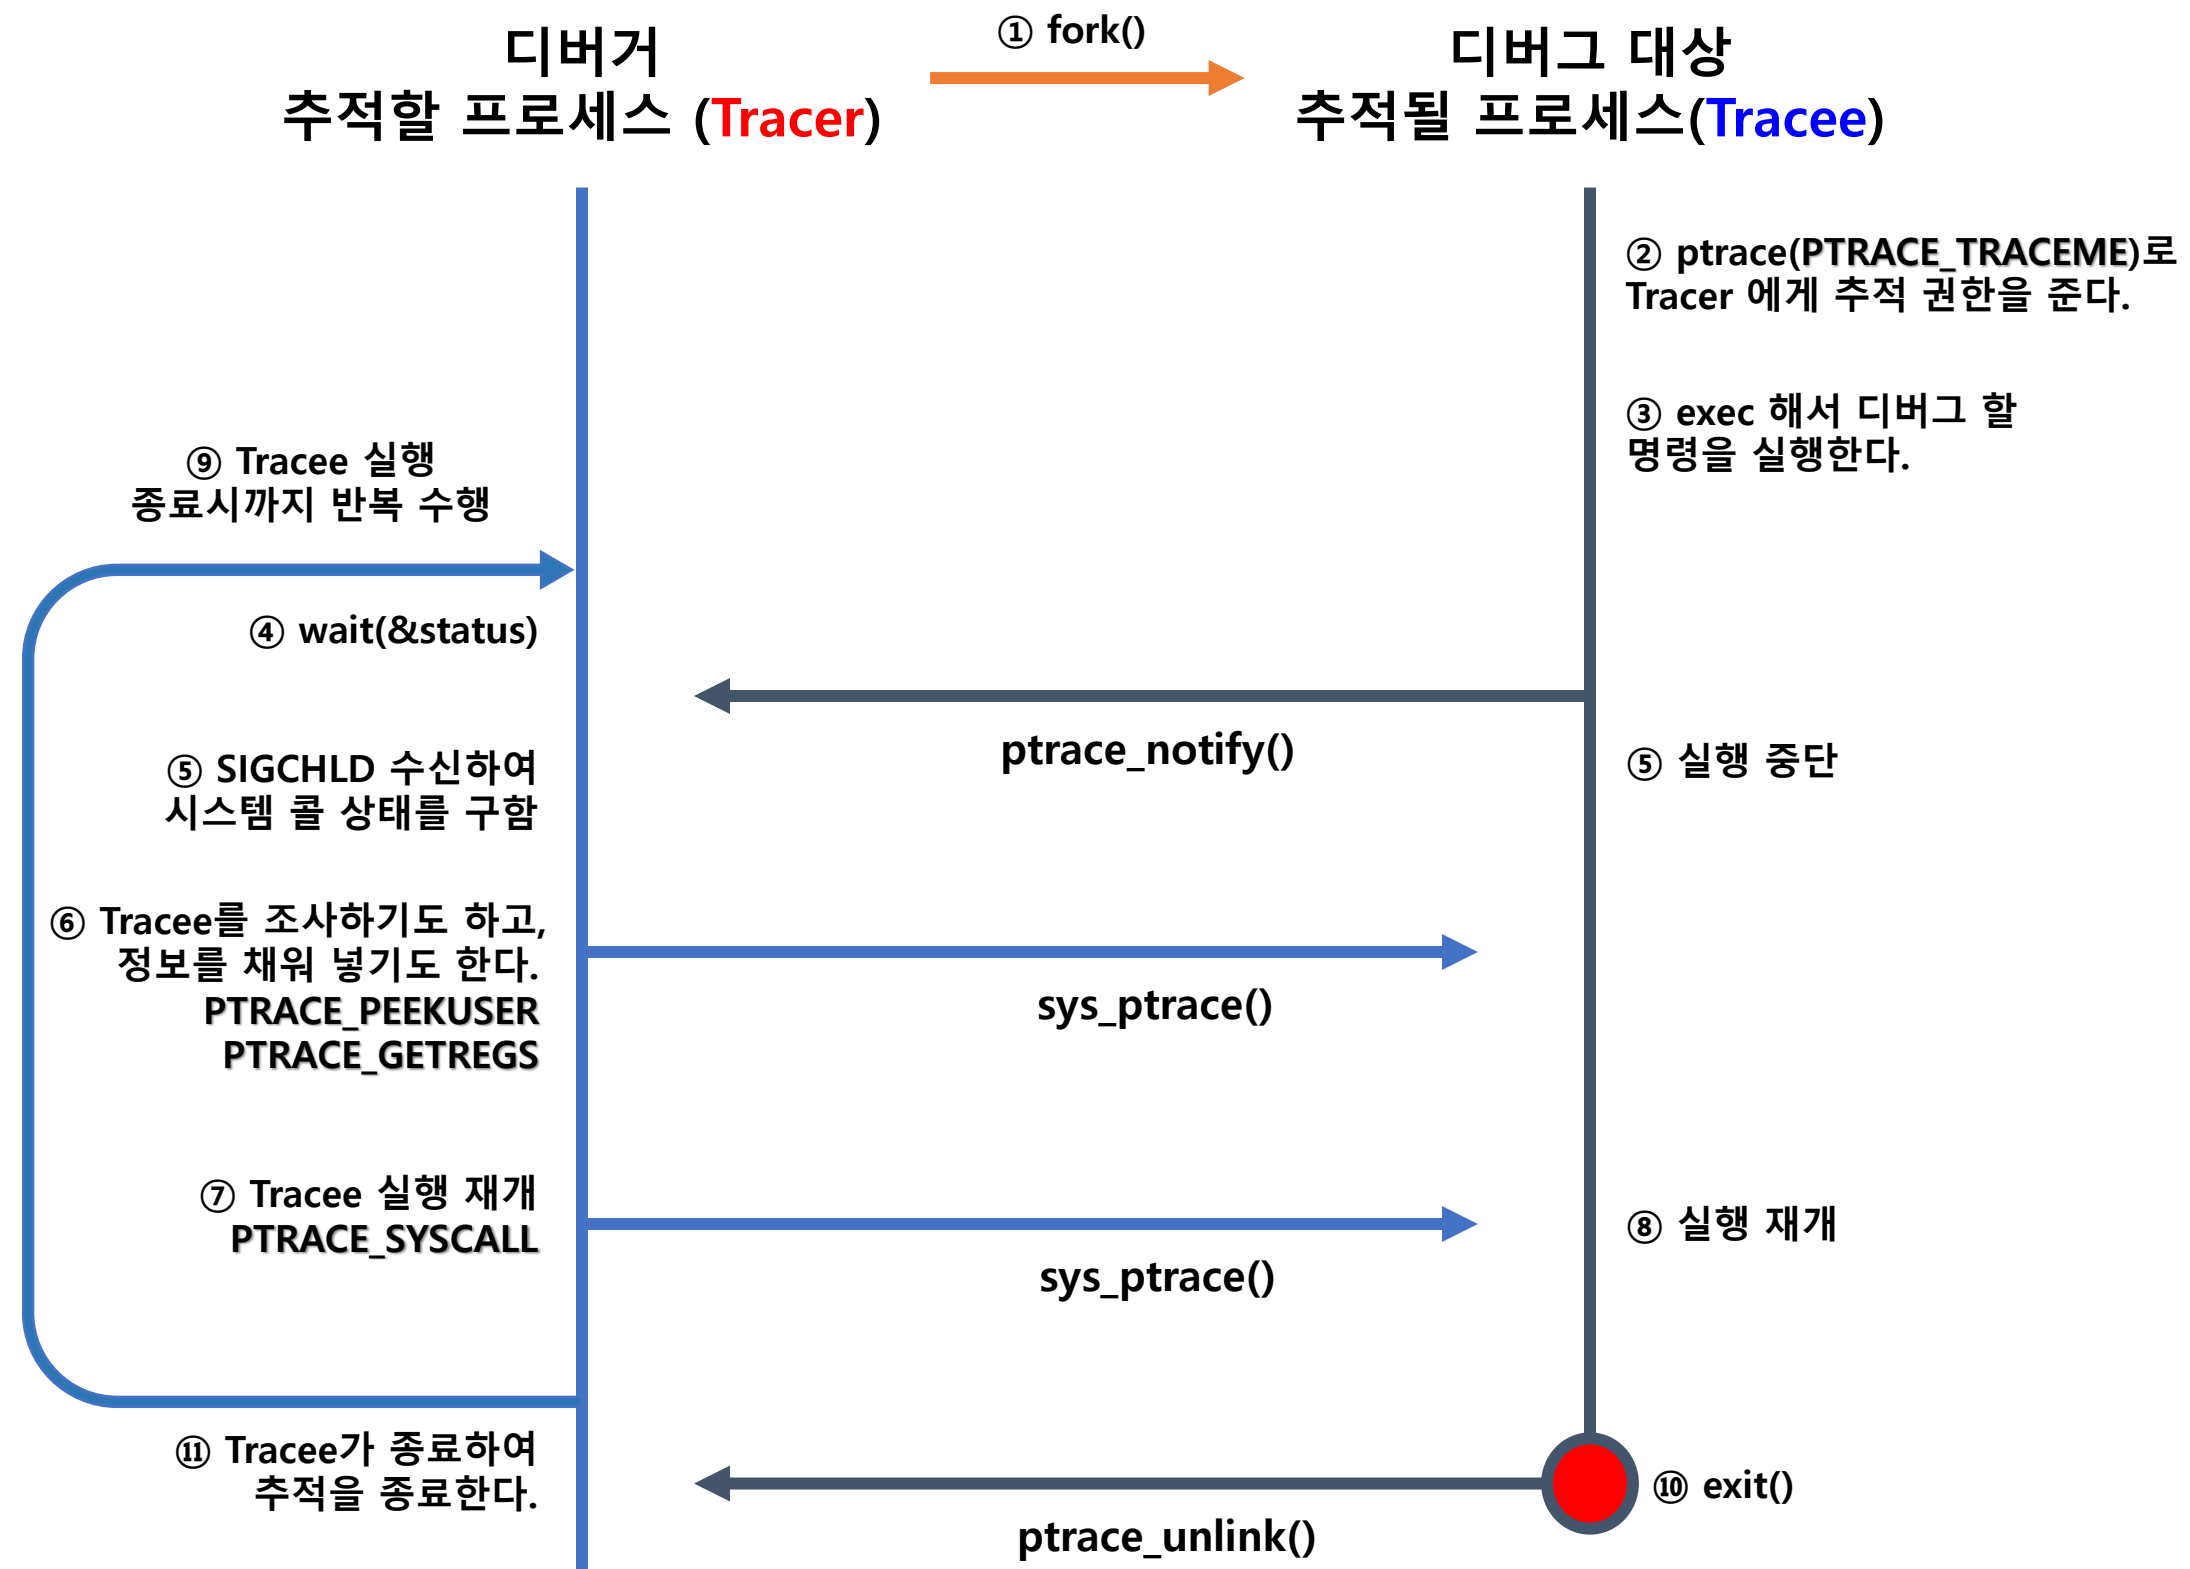 디버거
추적할 프로세스 (Tracer)
① fork()
디버그 대상
추적될 프로세스(Tracee)
② ptrace(PTRACE_TRACEME)로
Tracer 에게 추적 권한을 준다.
③ exec 해서 디버그 할
명령을 실행한다.
⑨ Tracee 실행
종료시까지 반복 수행
④ wait(&status)
ptrace_notify()
⑤ SIGCHLD 수신하여
시스템 콜 상태를 구함
⑤ 실행 중단
⑥ Tracee를 조사하기도 하고,
정보를 채워 넣기도 한다.
PTRACE_PEEKUSER
PTRACE_GETREGS
sys_ptrace()
⑦ Tracee 실행 재개
PTRACE_SYSCALL
sys_ptrace()
⑧ 실행 재개
⑪ Tracee가 종료하여
추적을 종료한다.
⑩ exit()
ptrace_unlink()